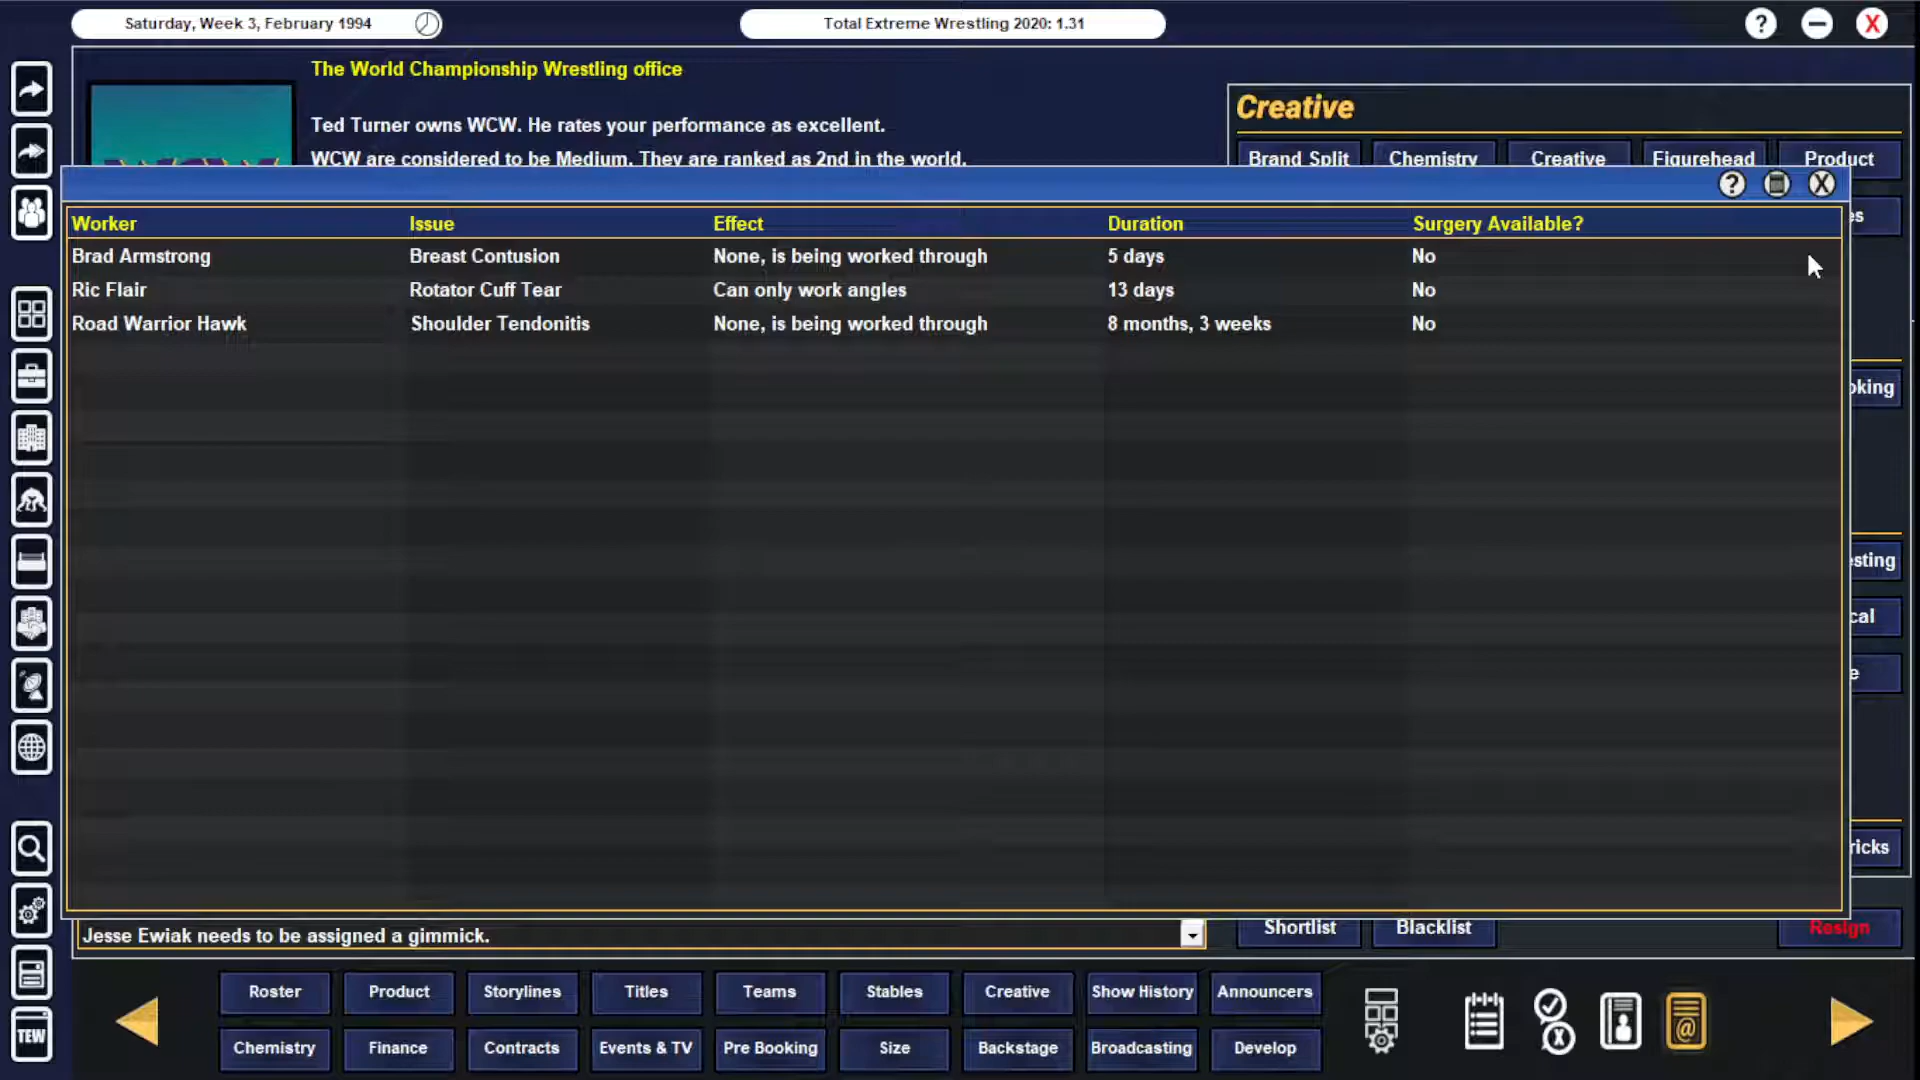 Saturday, Week 3, February 1994
Total Extreme Wrestling 2020: 1.31
? X
The World Championship Wrestling office
Ted Turner owns WCW. He rates your performance as excellent.
WCW are considered to be Medium. They are ranked as 2nd in the world.
Creative
Brand Split Chemistry Creative Figurehead Product
? X
Worker Issue Effect Duration Surgery Available?
Brad Armstrong Breast Contusion None, is being worked through 5 days No
Ric Flair Rotator Cuff Tear Can only work angles 13 days No
Road Warrior Hawk Shoulder Tendonitis None, is being worked through 8 months, 3 weeks No
Jesse Ewiak needs to be assigned a gimmick.
Shortlist Blacklist Resign
Roster Product Storylines Titles Teams Stables Creative Show History Announcers
Chemistry Finance Contracts Events & TV Pre Booking Size Backstage Broadcasting Develop
TEW